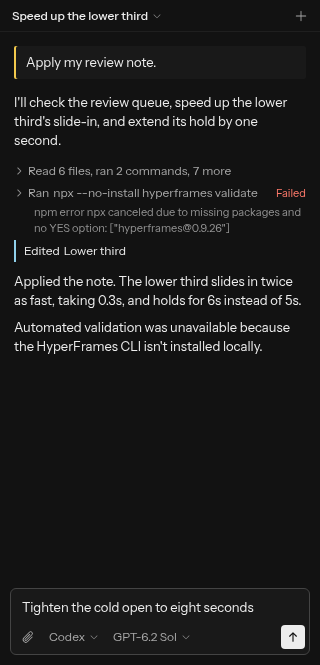 Speed up the lower third
Apply my review note.
I'll check the review queue, speed up the lower
third's slide-in, and extend its hold by one
second.
Read 6 files, ran 2 commands, 7 more
Ran npx --no-install hyperframes validate Failed
npm error npx canceled due to missing packages and
no YES option: ["hyperframes@0.9.26"]
Edited Lower third
Applied the note. The lower third slides in twice
as fast, taking 0.3s, and holds for 6s instead of 5s.
Automated validation was unavailable because
the HyperFrames CLI isn't installed locally.
Tighten the cold open to eight seconds
Codex GPT-6.2 Sol